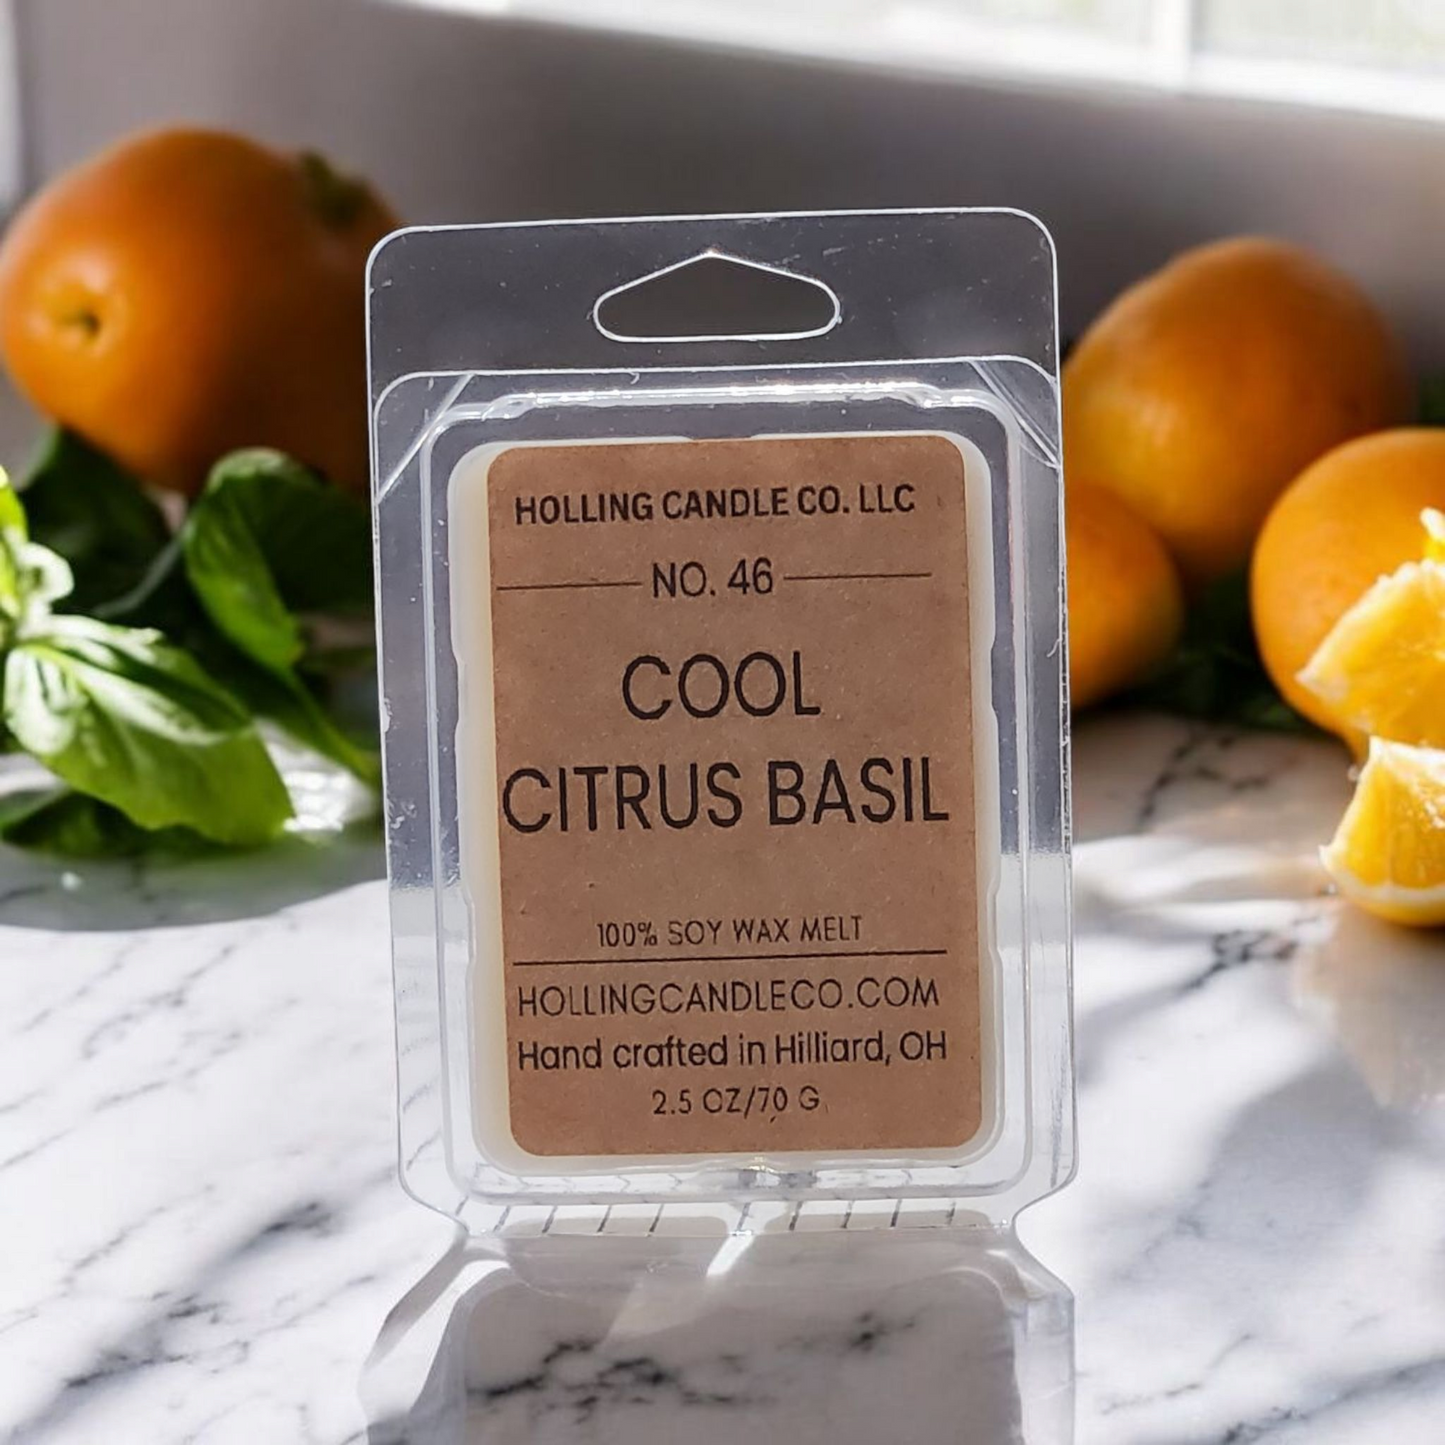 HOLLING CANDLE CO. LLC
NO. 46
COOL
CITRUS BASIL
100% SOY WAX MELT
HOLLINGCANDLECO.COM
Hand crafted in Hilliard, OH
2.5 OZ/70 G